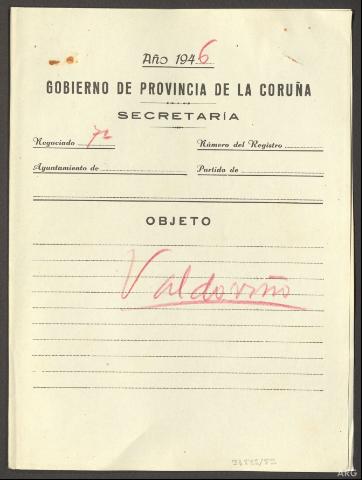 Año 1946
GOBIERNO DE PROVINCIA DE LA CORUÑA
SECRETARÍA
Negociado 72 Número del Registro
Ayuntamiento de Partido de
OBJETO
Valdoviño
ARG